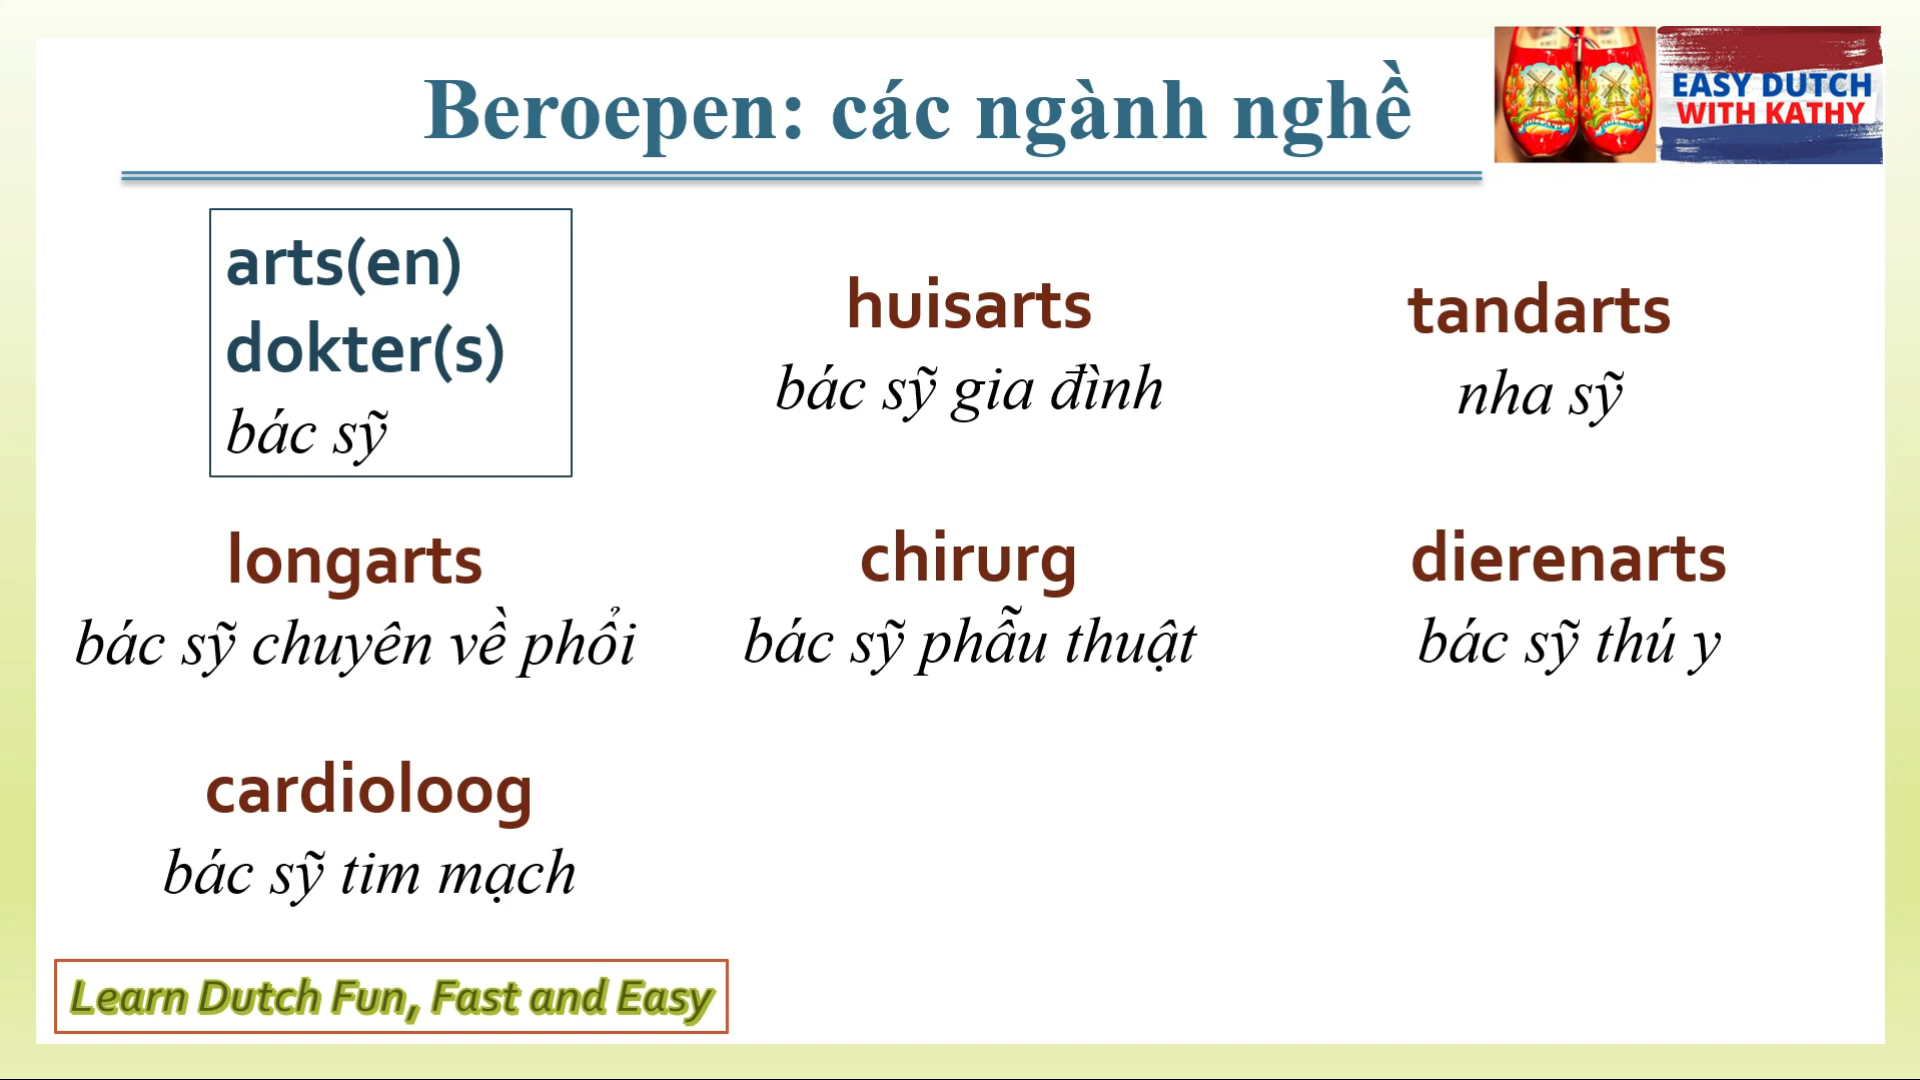 Beroepen: các ngành nghề
EASY DUTCH
WITH KATHY
arts(en)
dokter(s)
bác sỹ
huisarts
bác sỹ gia đình
tandarts
nha sỹ
longarts
bác sỹ chuyên về phổi
chirurg
bác sỹ phẫu thuật
dierenarts
bác sỹ thú y
cardioloog
bác sỹ tim mạch
Learn Dutch Fun, Fast and Easy